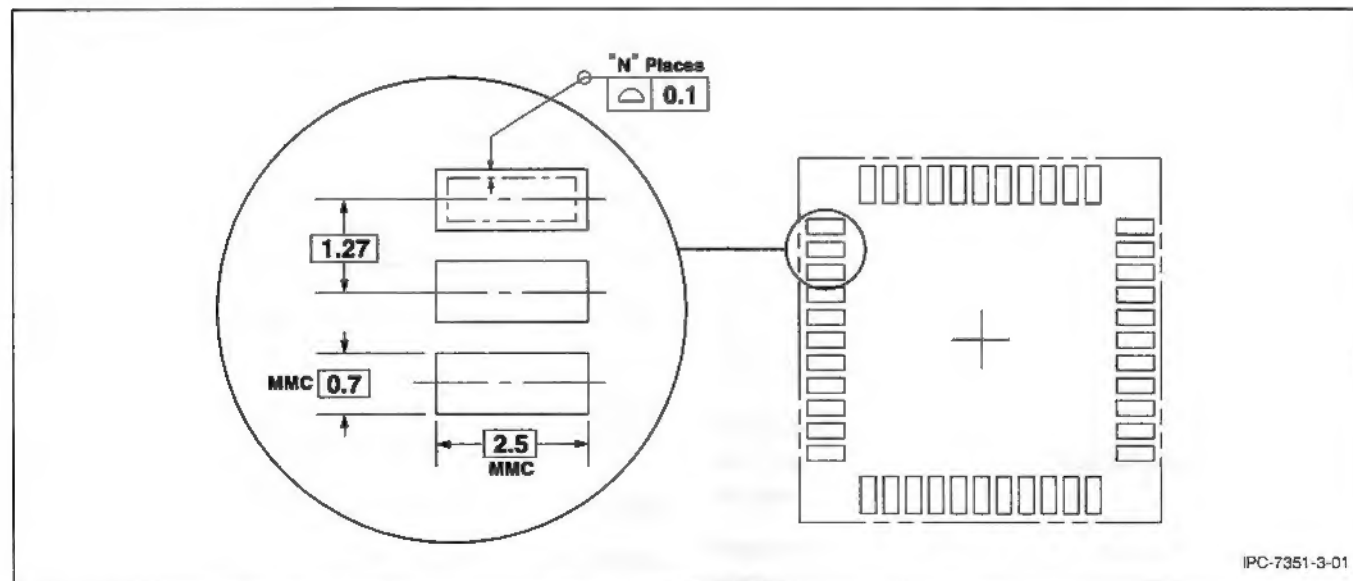 "N" Places
0.1
1.27
MMC 0.7
2.5
MMC
IPC-7351-3-01